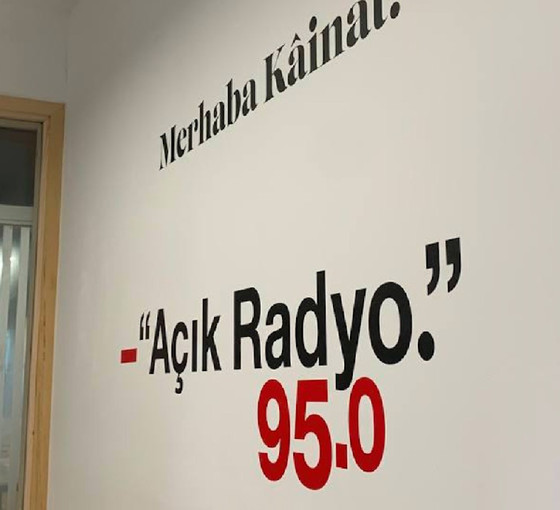 Merhaba Kâinat.
–“Açık Radyo.”
95.0